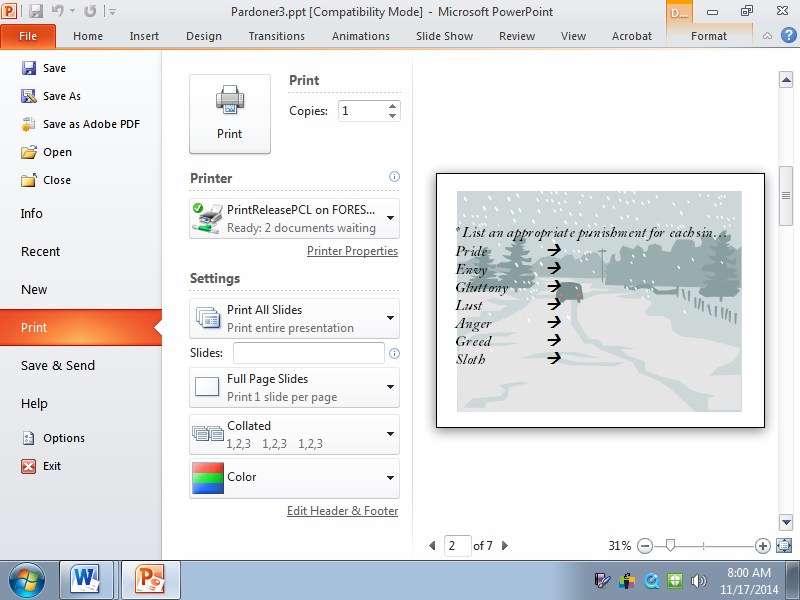 Pardoner3.ppt [Compatibility Mode] - Microsoft PowerPoint
D...
File Home Insert Design Transitions Animations Slide Show Review View Acrobat Format
Save
Save As
Save as Adobe PDF
Open
Close
Info
Recent
New
Print
Save & Send
Help
Options
Exit
Print
Print
Copies: 1
Printer
PrintReleasePCL on FORES...
Ready: 2 documents waiting
Printer Properties
Settings
Print All Slides
Print entire presentation
Slides:
Full Page Slides
Print 1 slide per page
Collated
1,2,3 1,2,3 1,2,3
Color
Edit Header & Footer
*List an appropriate punishment for each sin…
Pride →
Envy →
Gluttony →
Lust →
Anger →
Greed →
Sloth →
2 of 7
31%
8:00 AM
11/17/2014